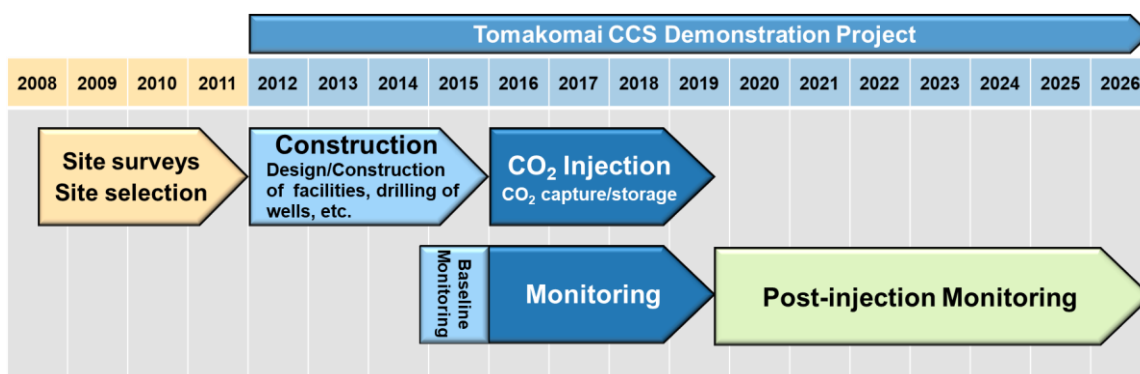 Tomakomai CCS Demonstration Project
2008 2009 2010 2011 2012 2013 2014 2015 2016 2017 2018 2019 2020 2021 2022 2023 2024 2025 2026
Site surveys
Site selection
Construction
Design/Construction
of facilities, drilling of
wells, etc.
CO₂ Injection
CO₂ capture/storage
Baseline
Monitoring
Monitoring
Post-injection Monitoring